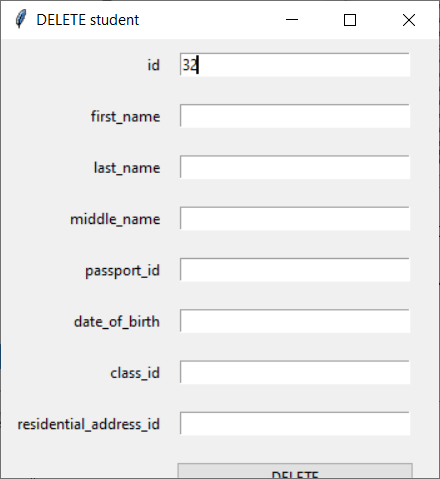 DELETE student
id 32
first_name
last_name
middle_name
passport_id
date_of_birth
class_id
residential_address_id
DELETE